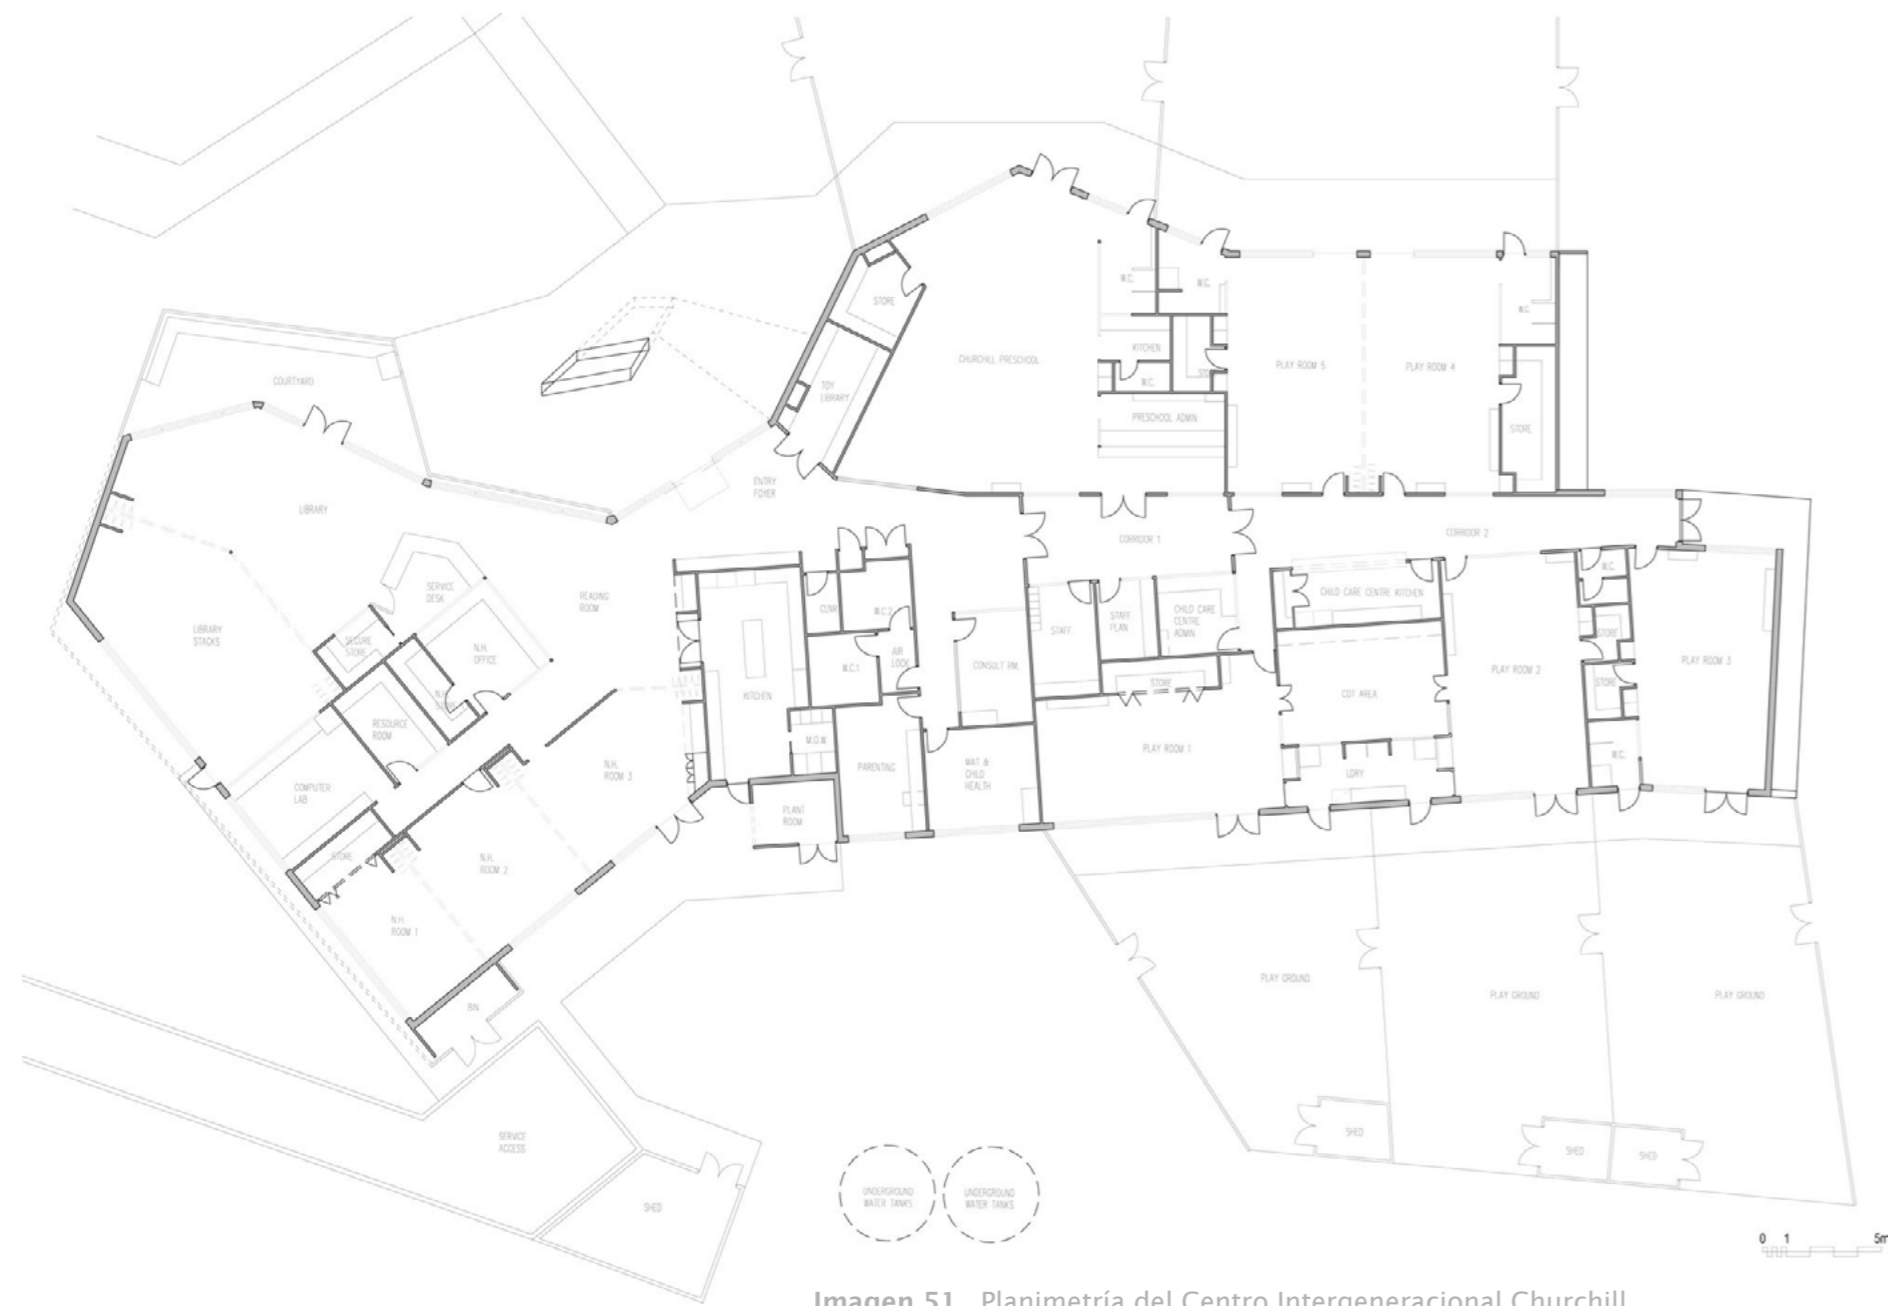 W.C.
W.C.
STORE
W.C.
KITCHEN
CHURCHILL PRESCHOOL
PLAY ROOM 5
PLAY ROOM 4
COURTYARD
W.C.
TOY
LIBRARY
PRESCHOOL ADMIN
STORE
ENTRY
FOYER
LIBRARY
CORRIDOR 1
CORRIDOR 2
W.C.
SERVICE
DESK
READING
ROOM
CLNR
W.C.2
CHILD CARE CENTRE KITCHEN
CHILD CARE
CENTRE
ADMIN
STAFF
PLAN
STAFF
LIBRARY
STACKS
SECURE
STORE
N.H.
OFFICE
AIR
LOCK
W.C.1
CONSULT RM.
STORE
PLAY ROOM 2
PLAY ROOM 3
STORE
STORE
COT AREA
KITCHEN
N.H.
STORE
RESOURCE
ROOM
M.O.W.
PLAY ROOM 1
W.C.
N.H.
ROOM 3
PARENTING
MAT &
CHILD
HEALTH
LDRY
COMPUTER
LAB
PLANT
ROOM
STORE
N.H.
ROOM 2
N.H.
ROOM 1
PLAY GROUND
PLAY GROUND
PLAY GROUND
BIN
SERVICE
ACCESS
SHED
SHED
SHED
UNDERGROUND
WATER TANKS
UNDERGROUND
WATER TANKS
SHED
0 1 5m
Imagen 51. Planimetría del Centro Intergeneracional Churchill